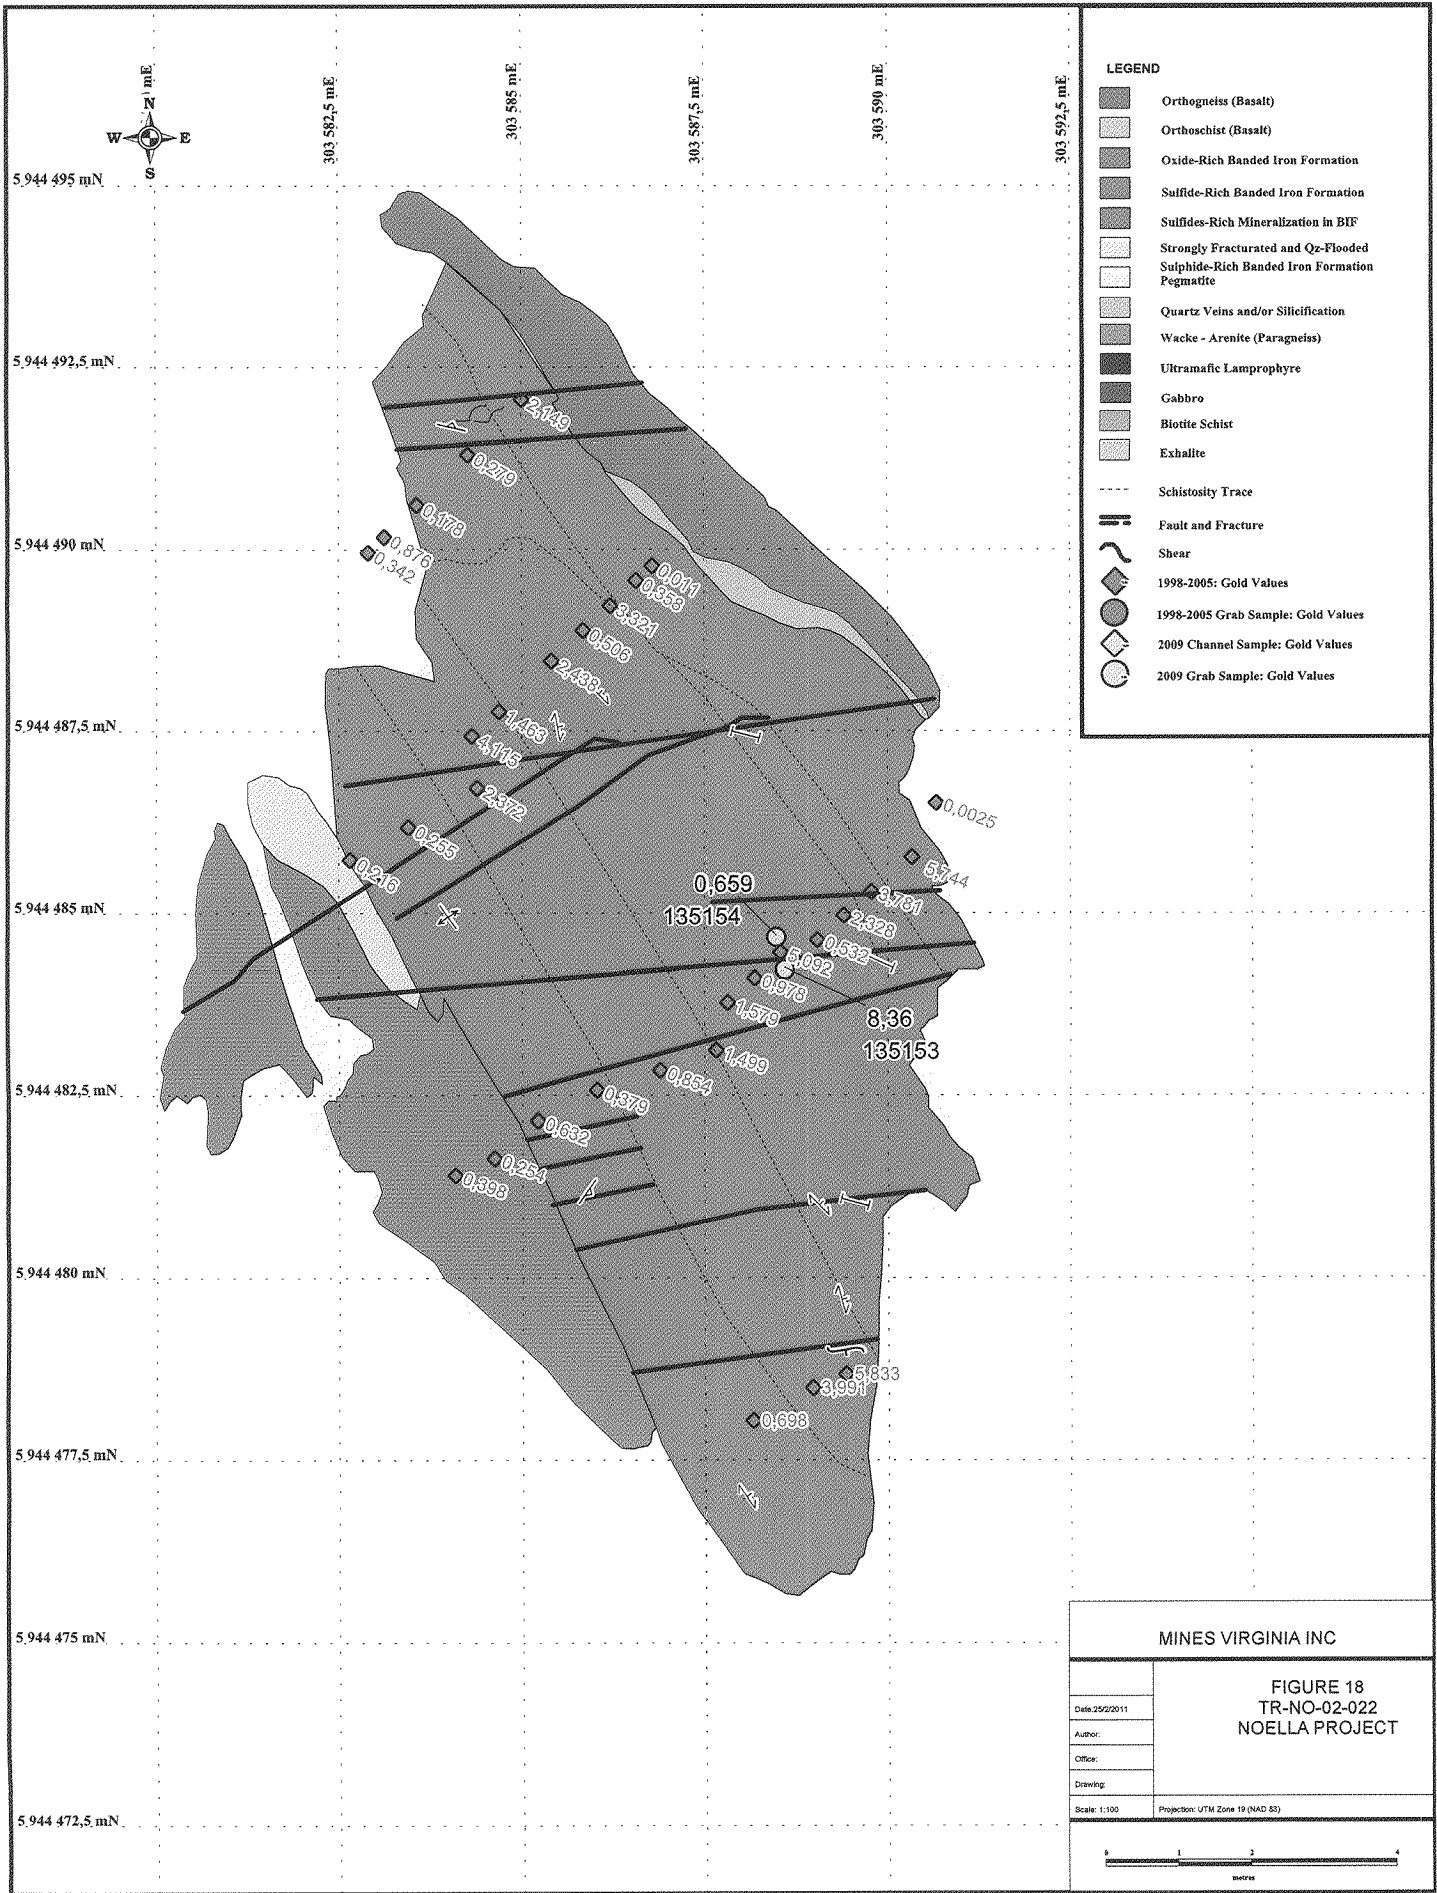 mE
303 582,5 mE
303 585 mE
303 587,5 mE
303 590 mE
303 592,5 mE
N
W E
S
5 944 495 mN
5 944 492,5 mN
5 944 490 mN
5 944 487,5 mN
5 944 485 mN
5 944 482,5 mN
5 944 480 mN
5 944 477,5 mN
5 944 475 mN
5 944 472,5 mN
2,149
0,279
0,178
0,876
0,342
0,011
0,358
3,321
0,506
2,438
1,463
4,115
2,372
0,255
0,216
0,0025
5,744
3,781
2,328
0,532
0,659
135154
5,092
0,978
1,579
8,36
135153
1,499
0,854
0,379
0,632
0,254
0,398
5,833
3,991
0,698
LEGEND
Orthogneiss (Basalt)
Orthoschist (Basalt)
Oxide-Rich Banded Iron Formation
Sulfide-Rich Banded Iron Formation
Sulfides-Rich Mineralization in BIF
Strongly Fracturated and Qz-Flooded
Sulphide-Rich Banded Iron Formation
Pegmatite
Quartz Veins and/or Silicification
Wacke - Arenite (Paragneiss)
Ultramafic Lamprophyre
Gabbro
Biotite Schist
Exhalite
Schistosity Trace
Fault and Fracture
Shear
1998-2005: Gold Values
1998-2005 Grab Sample: Gold Values
2009 Channel Sample: Gold Values
2009 Grab Sample: Gold Values
MINES VIRGINIA INC
FIGURE 18
TR-NO-02-022
NOELLA PROJECT
Date:25/2/2011
Author:
Office:
Drawing:
Scale: 1:100
Projection: UTM Zone 19 (NAD 83)
0 1 2 4
metres